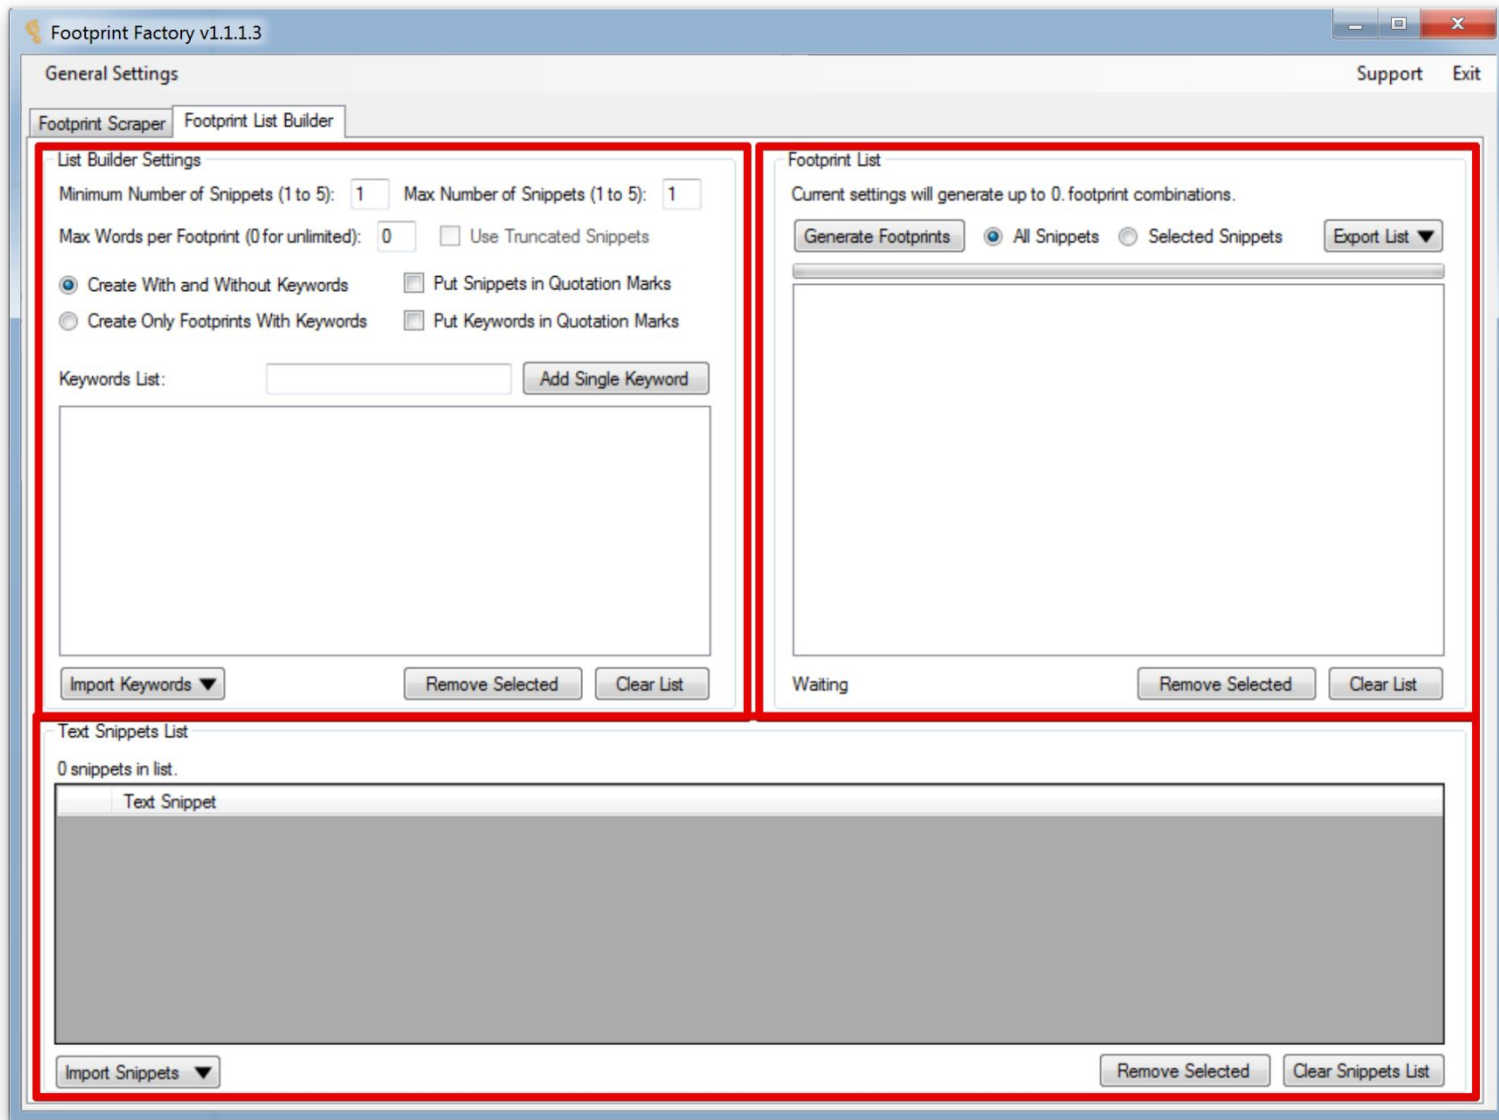 Footprint Factory v1.1.1.3
General Settings Support Exit
Footprint Scraper Footprint List Builder
List Builder Settings
Minimum Number of Snippets (1 to 5): 1 Max Number of Snippets (1 to 5): 1
Max Words per Footprint (0 for unlimited): 0 Use Truncated Snippets
Create With and Without Keywords Put Snippets in Quotation Marks
Create Only Footprints With Keywords Put Keywords in Quotation Marks
Keywords List: Add Single Keyword
Import Keywords Remove Selected Clear List
Footprint List
Current settings will generate up to 0. footprint combinations.
Generate Footprints All Snippets Selected Snippets Export List
Waiting Remove Selected Clear List
Text Snippets List
0 snippets in list.
Text Snippet
Import Snippets Remove Selected Clear Snippets List